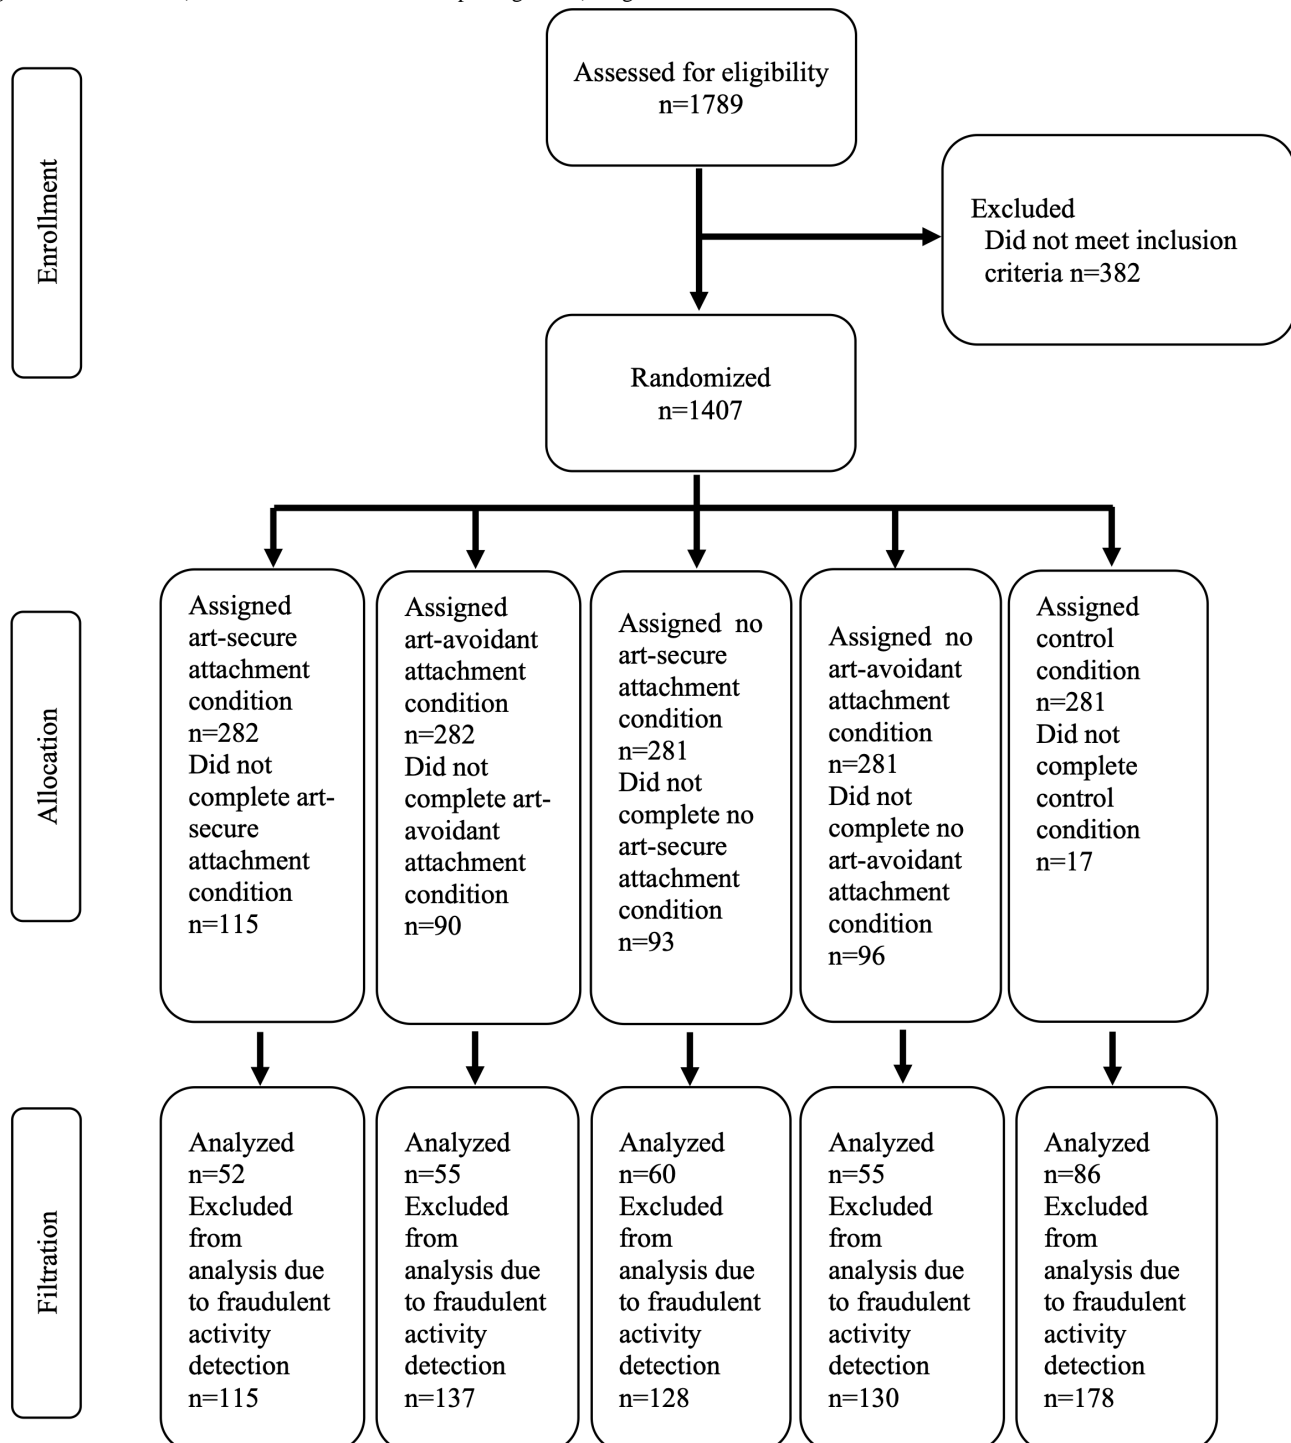 Enrollment
Assessed for eligibility
n=1789
Excluded
Did not meet inclusion
criteria n=382
Randomized
n=1407
Allocation
Assigned
art-secure
attachment
condition
n=282
Did not
complete art-
secure
attachment
condition
n=115
Assigned
art-avoidant
attachment
condition
n=282
Did not
complete art-
avoidant
attachment
condition
n=90
Assigned no
art-secure
attachment
condition
n=281
Did not
complete no
art-secure
attachment
condition
n=93
Assigned no
art-avoidant
attachment
condition
n=281
Did not
complete no
art-avoidant
attachment
condition
n=96
Assigned
control
condition
n=281
Did not
complete
control
condition
n=17
Filtration
Analyzed
n=52
Excluded
from
analysis due
to fraudulent
activity
detection
n=115
Analyzed
n=55
Excluded
from
analysis due
to fraudulent
activity
detection
n=137
Analyzed
n=60
Excluded
from
analysis due
to fraudulent
activity
detection
n=128
Analyzed
n=55
Excluded
from
analysis due
to fraudulent
activity
detection
n=130
Analyzed
n=86
Excluded
from
analysis due
to fraudulent
activity
detection
n=178